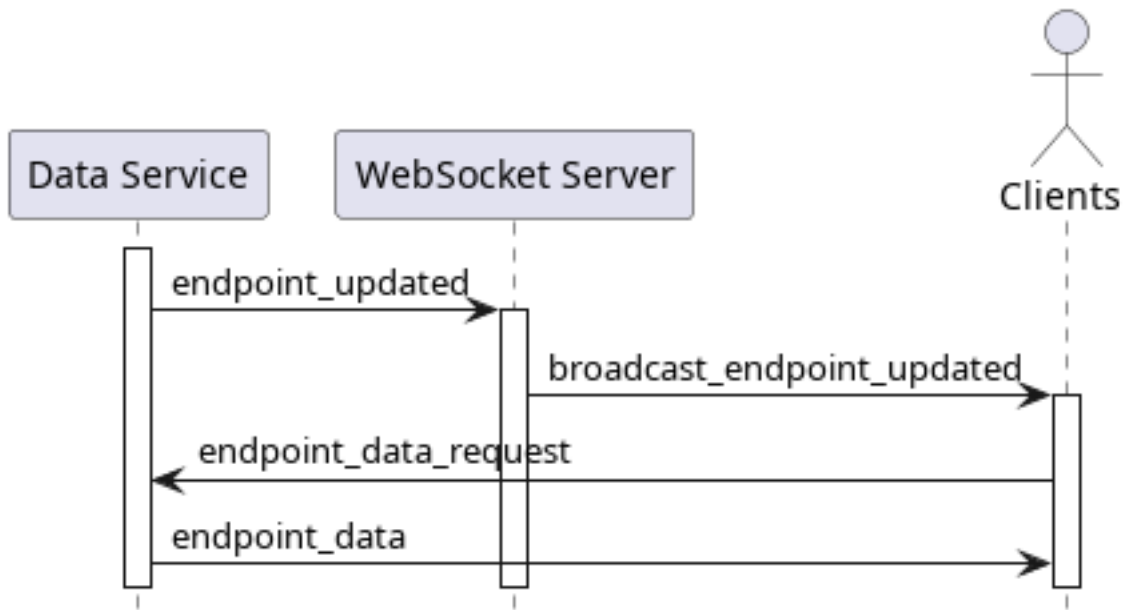 Data Service
WebSocket Server
Clients
endpoint_updated
broadcast_endpoint_updated
endpoint_data_request
endpoint_data